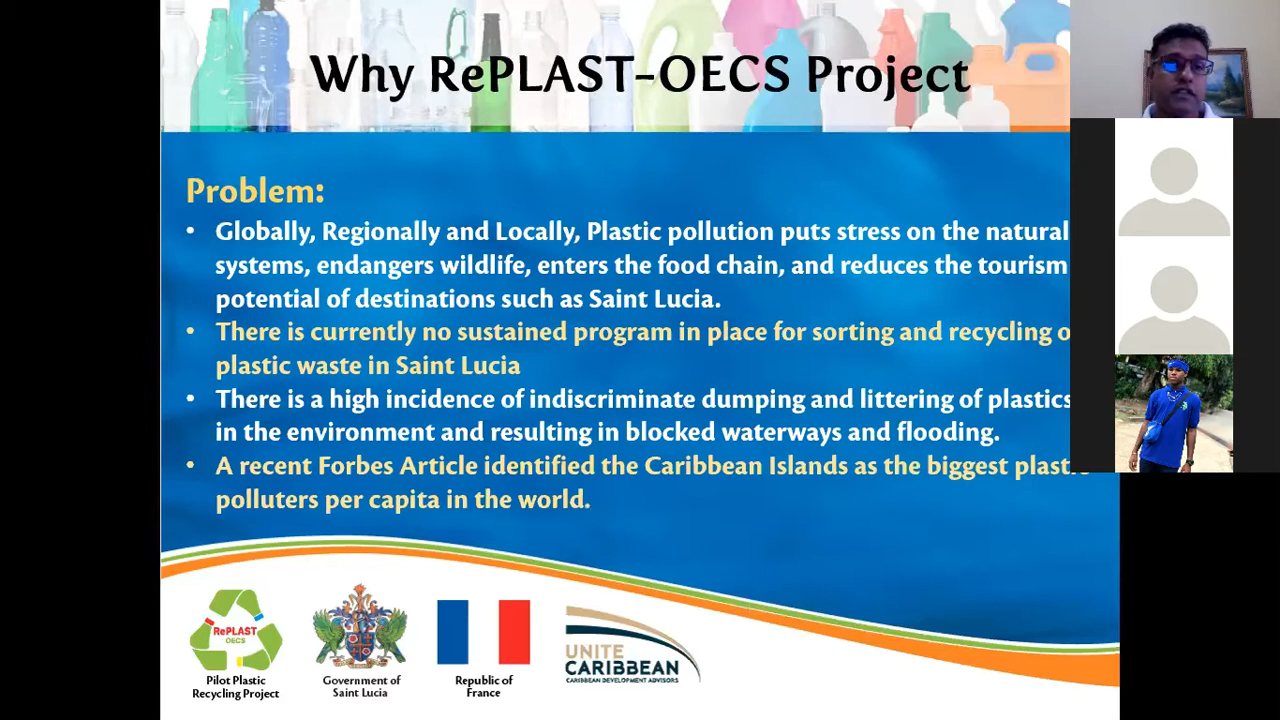 Why RePLAST-OECS Project
Problem:
• Globally, Regionally and Locally, Plastic pollution puts stress on the natural
systems, endangers wildlife, enters the food chain, and reduces the tourism
potential of destinations such as Saint Lucia.
• There is currently no sustained program in place for sorting and recycling
plastic waste in Saint Lucia
• There is a high incidence of indiscriminate dumping and littering of plastics
in the environment and resulting in blocked waterways and flooding.
• A recent Forbes Article identified the Caribbean Islands as the biggest plastic
polluters per capita in the world.
RePLAST
OECS
Pilot Plastic
Recycling Project
Government of
Saint Lucia
Republic of
France
UNITE
CARIBBEAN
CARIBBEAN DEVELOPMENT ADVISORS